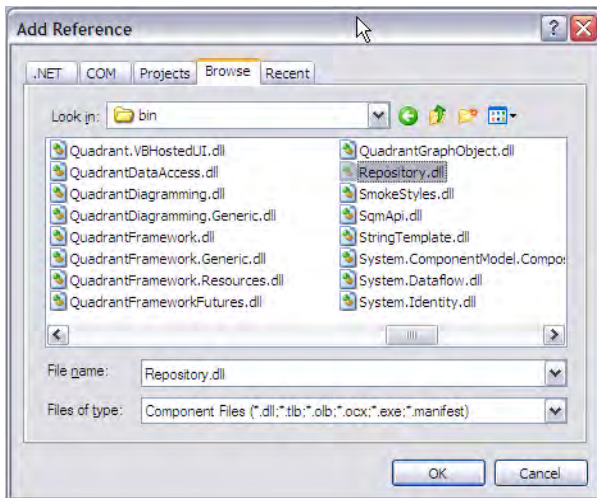 Add Reference
.NET COM Projects Browse Recent
Look in: bin
Quadrant.VBHostedUI.dll
QuadrantDataAccess.dll
QuadrantDiagramming.dll
QuadrantDiagramming.Generic.dll
QuadrantFramework.dll
QuadrantFramework.Generic.dll
QuadrantFramework.Resources.dll
QuadrantFrameworkFutures.dll
QuadrantGraphObject.dll
Repository.dll
SmokeStyles.dll
SqmApi.dll
StringTemplate.dll
System.ComponentModel.Compos
System.Dataflow.dll
System.Identity.dll
File name: Repository.dll
Files of type: Component Files (*.dll;*.tlb;*.olb;*.ocx;*.exe;*.manifest)
OK Cancel